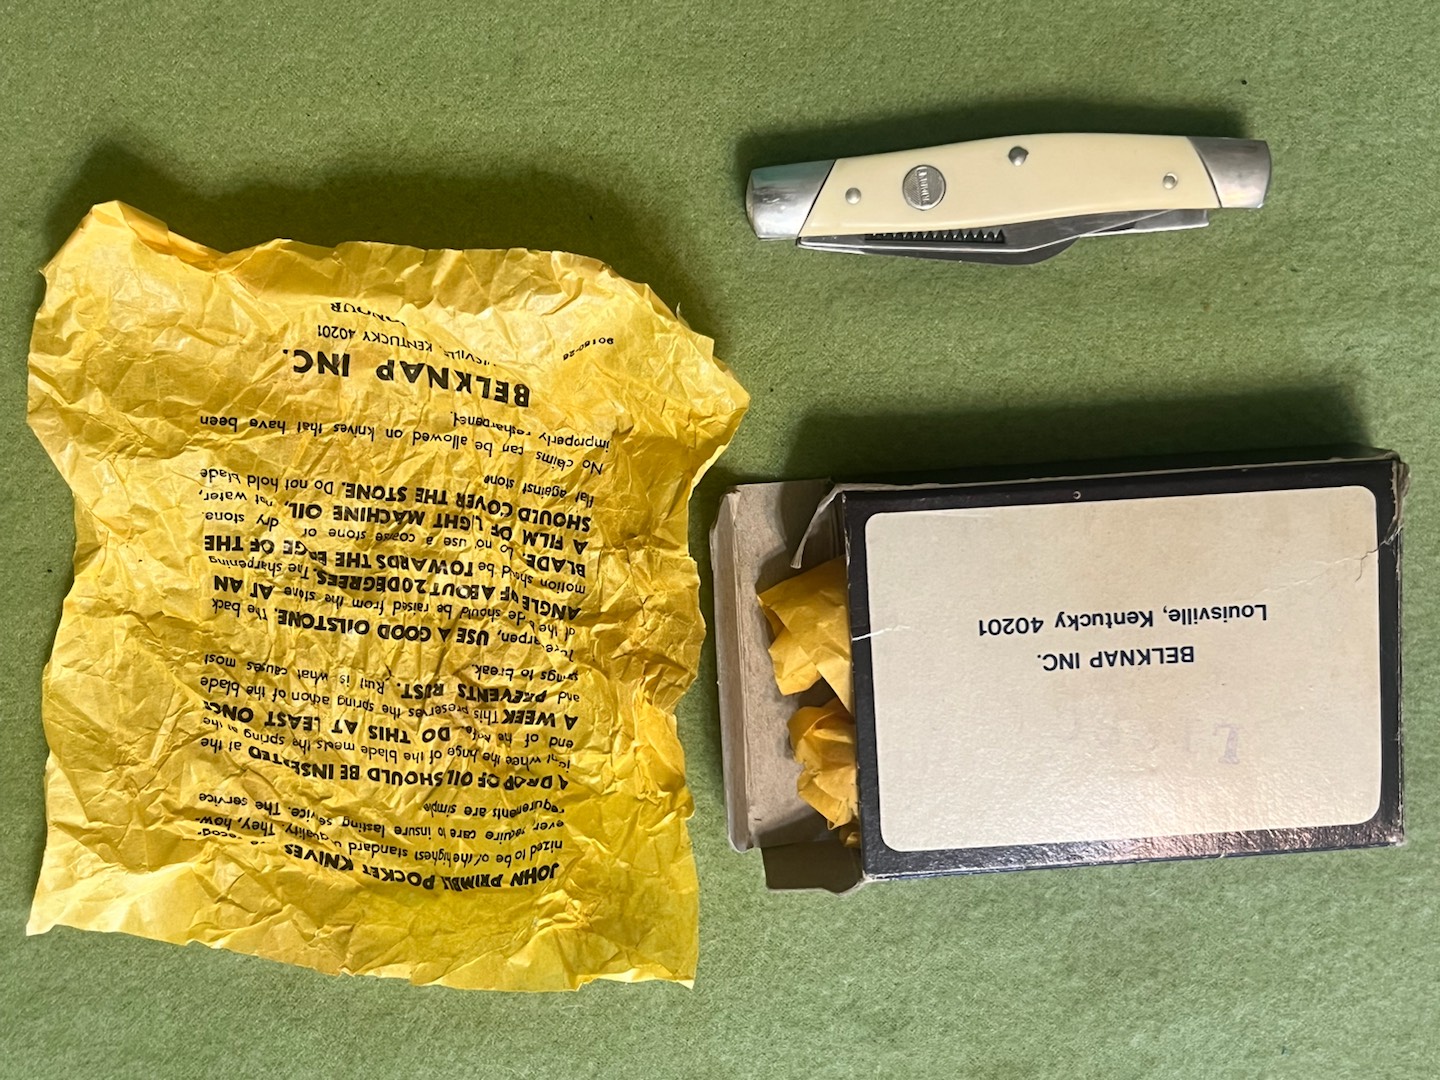 JOHN PRIMBLE POCKET KNIVES
nized to be of the highest standard quality. They, how-
ever, require care to insure lasting service. The service
requirements are simple
A DROP OF OIL SHOULD BE INSERTED at the
where the hinge of the blade meets the spring at the
end of the knife. DO THIS AT LEAST ONCE
A WEEK This preserves the spring action of the blade
and PREVENTS RUST. Rust is what causes most
springs to break.
USE A GOOD OILSTONE. The back
of the blade should be raised from the stone AT AN
ANGLE OF ABOUT 20 DEGREES. The sharpening
motion should be TOWARDS THE EDGE OF THE
BLADE. Do no use a coarse stone or dry stone.
A FILM OF LIGHT MACHINE OIL, not water,
SHOULD COVER THE STONE. Do not hold blade
flat against stone
No claims can be allowed on knives that have been
improperly resharpened.
BELKNAP INC.
KENTUCKY 40201
BELKNAP INC.
Louisville, Kentucky 40201